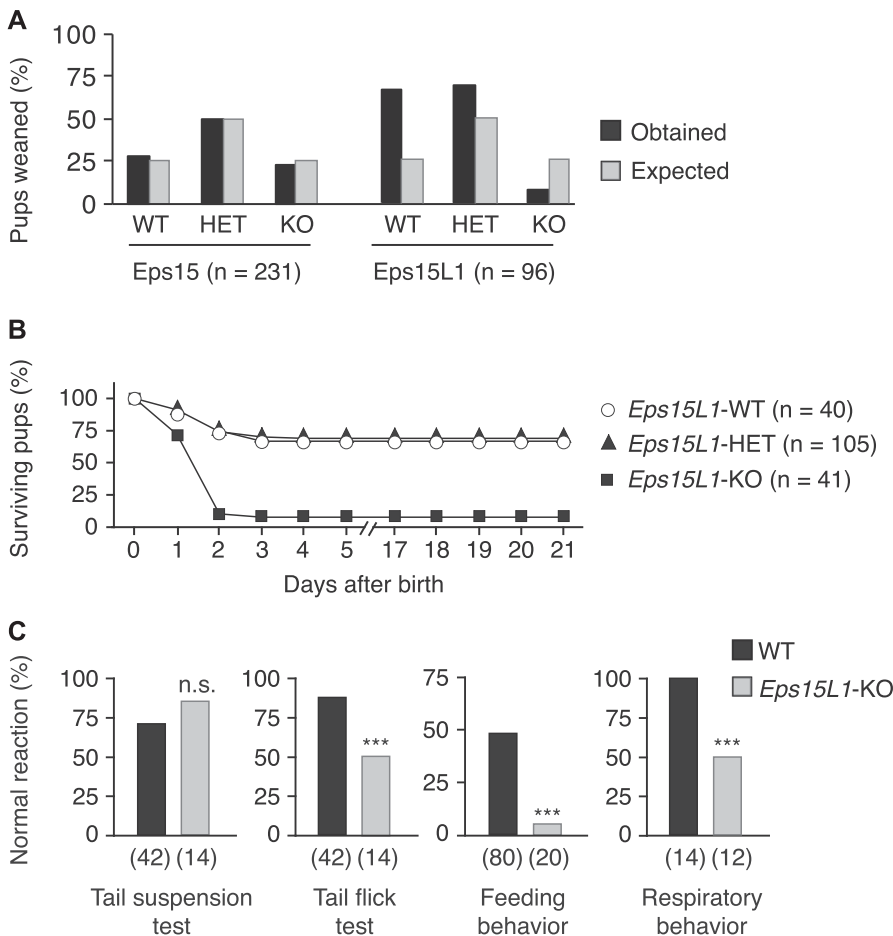 A
Pups weaned (%)
100
75
50
25
0
WT HET KO WT HET KO
Eps15 (n = 231) Eps15L1 (n = 96)
Obtained
Expected
B
Surviving pups (%)
100
75
50
25
0
0 1 2 3 4 5 17 18 19 20 21
Days after birth
Eps15L1-WT (n = 40)
Eps15L1-HET (n = 105)
Eps15L1-KO (n = 41)
C
WT
Eps15L1-KO
Normal reaction (%)
100
75
50
25
0
n.s.
(42) (14)
Tail suspension
test
100
75
50
25
0
***
(42) (14)
Tail flick
test
75
50
25
0
***
(80) (20)
Feeding
behavior
100
75
50
25
0
***
(14) (12)
Respiratory
behavior